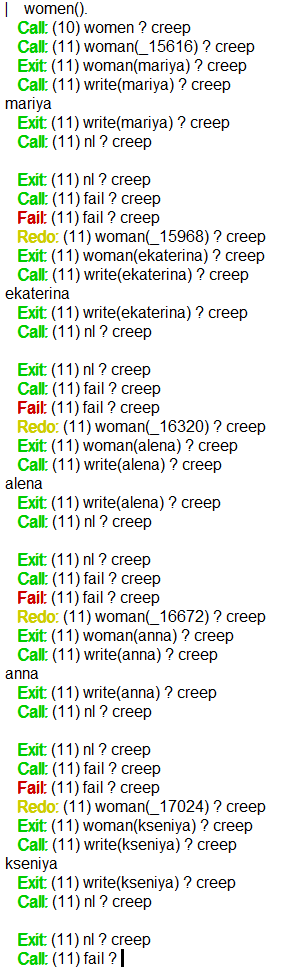 |    women().
Call: (10) women ? creep
Call: (11) woman(_15616) ? creep
Exit: (11) woman(mariya) ? creep
Call: (11) write(mariya) ? creep
mariya
Exit: (11) write(mariya) ? creep
Call: (11) nl ? creep

Exit: (11) nl ? creep
Call: (11) fail ? creep
Fail: (11) fail ? creep
Redo: (11) woman(_15968) ? creep
Exit: (11) woman(ekaterina) ? creep
Call: (11) write(ekaterina) ? creep
ekaterina
Exit: (11) write(ekaterina) ? creep
Call: (11) nl ? creep

Exit: (11) nl ? creep
Call: (11) fail ? creep
Fail: (11) fail ? creep
Redo: (11) woman(_16320) ? creep
Exit: (11) woman(alena) ? creep
Call: (11) write(alena) ? creep
alena
Exit: (11) write(alena) ? creep
Call: (11) nl ? creep

Exit: (11) nl ? creep
Call: (11) fail ? creep
Fail: (11) fail ? creep
Redo: (11) woman(_16672) ? creep
Exit: (11) woman(anna) ? creep
Call: (11) write(anna) ? creep
anna
Exit: (11) write(anna) ? creep
Call: (11) nl ? creep

Exit: (11) nl ? creep
Call: (11) fail ? creep
Fail: (11) fail ? creep
Redo: (11) woman(_17024) ? creep
Exit: (11) woman(kseniya) ? creep
Call: (11) write(kseniya) ? creep
kseniya
Exit: (11) write(kseniya) ? creep
Call: (11) nl ? creep

Exit: (11) nl ? creep
Call: (11) fail ?